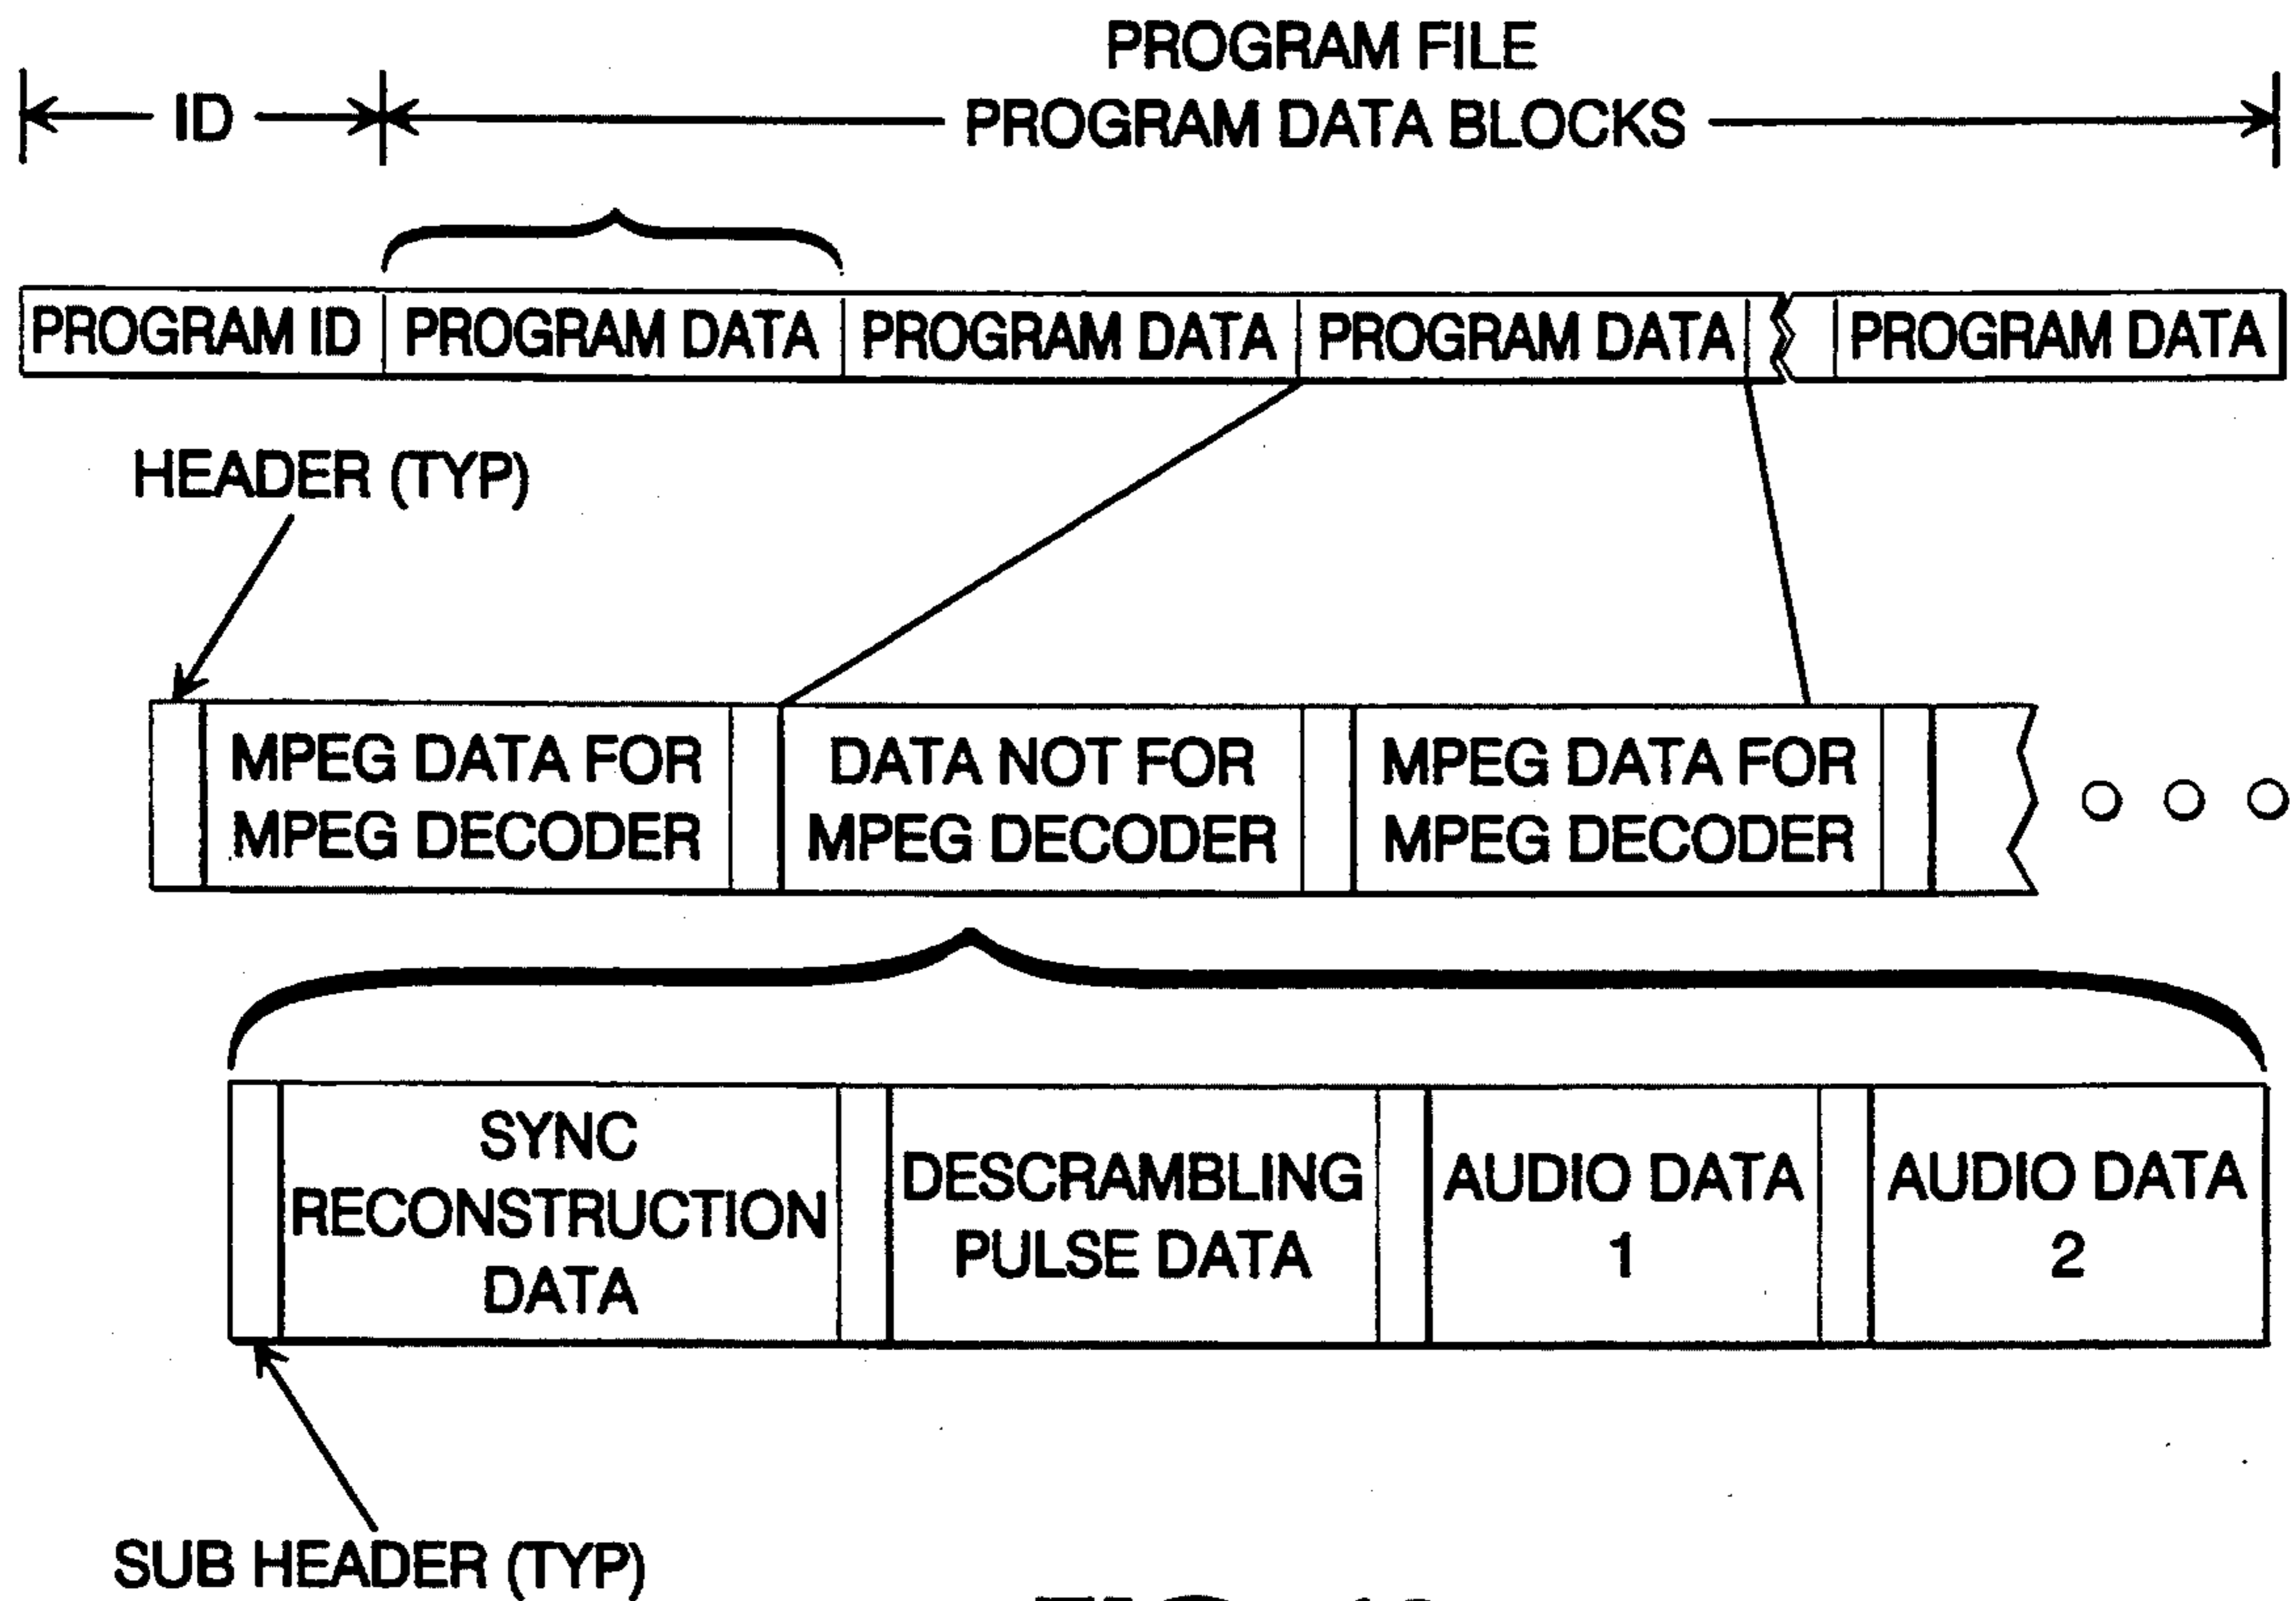 PROGRAM FILE
ID
PROGRAM DATA BLOCKS
PROGRAM ID
PROGRAM DATA
PROGRAM DATA
PROGRAM DATA
PROGRAM DATA
HEADER (TYP)
MPEG DATA FOR
MPEG DECODER
DATA NOT FOR
MPEG DECODER
MPEG DATA FOR
MPEG DECODER
SYNC
RECONSTRUCTION
DATA
DESCRAMBLING
PULSE DATA
AUDIO DATA
1
AUDIO DATA
2
SUB HEADER (TYP)